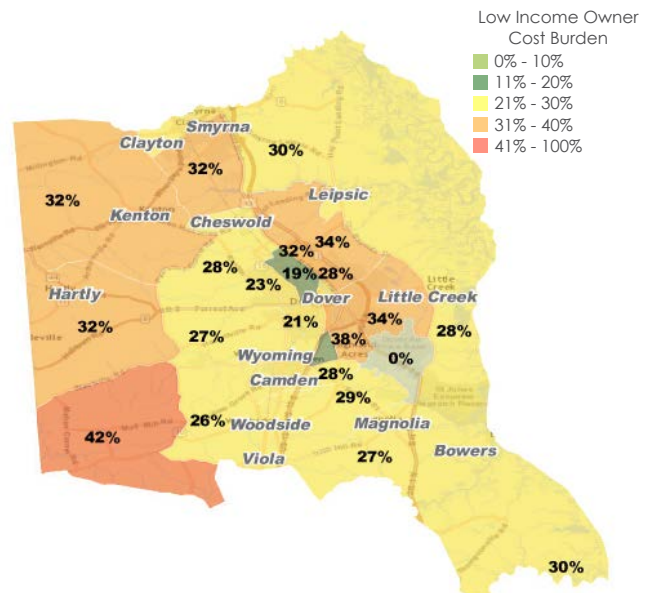 Low Income Owner
Cost Burden
0% - 10%
11% - 20%
21% - 30%
31% - 40%
41% - 100%
Smyrna
Clayton
30%
32%
32%
Leipsic
Kenton
Cheswold
34%
32%
28%
19%
28%
23%
Hartly
Dover
Little Creek
34%
21%
28%
32%
27%
38%
0%
Wyoming
28%
Camden
29%
26%
Woodside
Magnolia
42%
Viola
27%
Bowers
30%